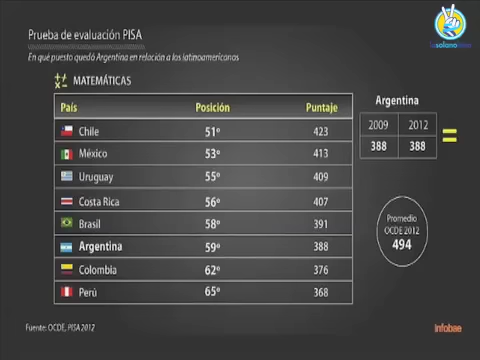 Prueba de evaluación PISA
En qué puesto quedó Argentina en relación a los latinoamericanos
MATEMÁTICAS
País Posición Puntaje
Chile 51º 423
México 53º 413
Uruguay 55º 409
Costa Rica 56º 407
Brasil 58º 391
Argentina 59º 388
Colombia 62º 376
Perú 65º 368
Argentina
2009 2012
388 388
=
Promedio
OCDE 2012
494
Fuente: OCDE, PISA 2012
infobae